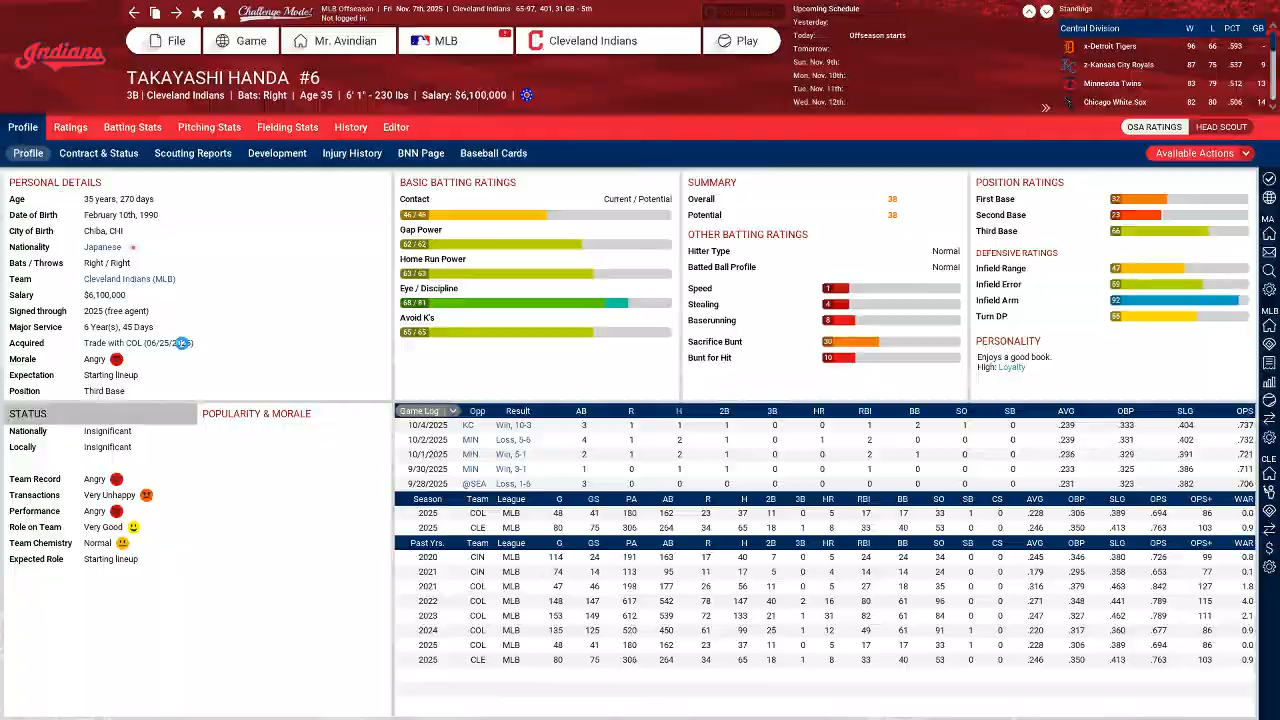 Challenge Mode!
MLB Offseason | Fri. Nov. 7th, 2025 | Cleveland Indians 65-97, .401, 31 GB - 5th
Not logged in.
Upcoming Schedule
Yesterday:
Today: Offseason starts
Tomorrow:
Sun. Nov. 9th:
Mon. Nov. 10th:
Tue. Nov. 11th:
Wed. Nov. 12th:
Standings
Central Division W L PCT GB
x-Detroit Tigers 96 66 .593 -
z-Kansas City Royals 87 75 .537 9
Minnesota Twins 83 79 .512 13
Chicago White Sox 82 80 .506 14
Indians
File
Game
Mr. Avindian
MLB
Cleveland Indians
Play
TAKAYASHI HANDA #6
3B | Cleveland Indians | Bats: Right | Age 35 | 6' 1" - 230 lbs | Salary: $6,100,000 |
Profile Ratings Batting Stats Pitching Stats Fielding Stats History Editor
OSA RATINGS HEAD SCOUT
Profile Contract & Status Scouting Reports Development Injury History BNN Page Baseball Cards
Available Actions
PERSONAL DETAILS
Age 35 years, 270 days
Date of Birth February 10th, 1990
City of Birth Chiba, CHI
Nationality Japanese
Bats / Throws Right / Right
Team Cleveland Indians (MLB)
Salary $6,100,000
Signed through 2025 (free agent)
Major Service 6 Year(s), 45 Days
Acquired Trade with COL
Morale Angry
Expectation Starting lineup
Position Third Base
BASIC BATTING RATINGS
Contact Current / Potential
46 / 46
Gap Power
62 / 62
Home Run Power
63 / 63
Eye / Discipline
68 / 81
Avoid K's
65 / 65
SUMMARY
Overall 38
Potential 38
OTHER BATTING RATINGS
Hitter Type Normal
Batted Ball Profile Normal
Speed 1
Stealing 4
Baserunning 8
Sacrifice Bunt 30
Bunt for Hit 10
POSITION RATINGS
First Base 32
Second Base 23
Third Base 66
DEFENSIVE RATINGS
Infield Range 47
Infield Error 59
Infield Arm 92
Turn DP
PERSONALITY
Enjoys a good book.
High: Loyalty
STATUS
POPULARITY & MORALE
Nationally Insignificant
Locally Insignificant
Team Record Angry
Transactions Very Unhappy
Performance Angry
Role on Team Very Good
Team Chemistry Normal
Expected Role Starting lineup
Game Log Opp Result AB R H 2B 3B HR RBI BB SO SB AVG OBP SLG OPS
10/4/2025 KC Win, 10-3 3 1 1 1 0 0 1 2 1 0 .239 .333 .404 .737
10/2/2025 MIN Loss, 5-6 4 1 2 0 0 1 2 0 0 0 .239 .331 .402 .732
10/1/2025 MIN Win, 5-1 2 1 2 1 0 0 1 2 0 0 .236 .329 .391 .721
9/30/2025 MIN Win, 3-1 1 0 1 1 0 0 1 0 0 0 .233 .325 .386 .711
9/28/2025 @SEA Loss, 1-6 3 0 0 0 0 0 0 0 0 0 .231 .323 .382 .706
Season Team League G GS PA AB R H 2B 3B HR RBI BB SO SB CS AVG OBP SLG OPS OPS+ WAR
2025 COL MLB 48 41 180 162 23 37 11 0 5 17 17 33 1 0 .228 .306 .389 .694 86 0.0
2025 CLE MLB 80 75 306 264 34 65 18 1 8 33 40 53 0 0 .246 .350 .413 .763 103 0.9
Past Yrs. Team League G GS PA AB R H 2B 3B HR RBI BB SO SB CS AVG OBP SLG OPS OPS+ WAR
2020 CIN MLB 114 24 191 163 17 40 7 0 5 24 24 34 0 0 .245 .346 .380 .726 99 0.8
2021 CIN MLB 74 14 113 95 11 17 5 0 4 14 14 24 0 0 .179 .295 .358 .653 77 0.1
2021 COL MLB 47 46 198 177 26 56 11 0 5 27 18 35 0 0 .316 .379 .463 .842 127 1.8
2022 COL MLB 148 147 617 542 78 147 40 2 16 80 61 96 0 0 .271 .348 .441 .789 115 4.0
2023 COL MLB 153 149 612 539 72 133 21 1 31 82 61 84 0 0 .247 .327 .462 .789 111 2.1
2024 COL MLB 135 125 520 450 61 99 25 1 12 49 61 91 1 0 .220 .317 .360 .677 86 0.9
2025 COL MLB 48 41 180 162 23 37 11 0 5 17 17 33 1 0 .228 .306 .389 .694 86 0.0
2025 CLE MLB 80 75 306 264 34 65 18 1 8 33 40 53 0 0 .246 .350 .413 .763 103 0.9
MA
MLB
CLE